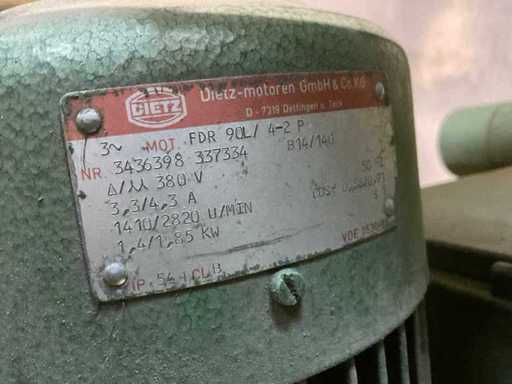 DIETZ
Dietz-motoren GmbH & Co. KG
D - 7319 Dettingen u. Teck
3~ MOT. FDR 90L/ 4-2 P.
NR. 3436398 337334 B14/140
Δ/YY 380 V 50
3,3/4,3 A COS
1410/2820 U/MIN
1,4/1,85 KW VDE
IP 54 I.CL. B